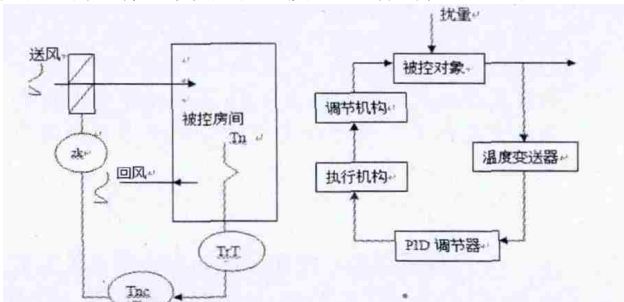 送风
被控房间
Tn
zk
回风
TrT
Tnc
扰量
被控对象
调节机构
温度变送器
执行机构
PID 调节器